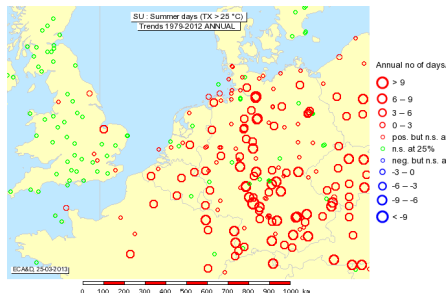 SU : Summer days (TX > 25 °C)
Trends 1979-2012 ANNUAL
Annual no of days
> 9
6 – 9
3 – 6
0 – 3
pos. but n.s. a
n.s. at 25%
neg. but n.s. a
-3 – 0
-6 – -3
-9 – -6
< -9
ECA&D, 25-03-2013
0 100 200 300 400 500 600 700 800 900 1000 km